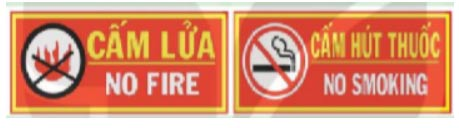 CẤM LỬA
NO FIRE
CẤM HÚT THUỐC
NO SMOKING